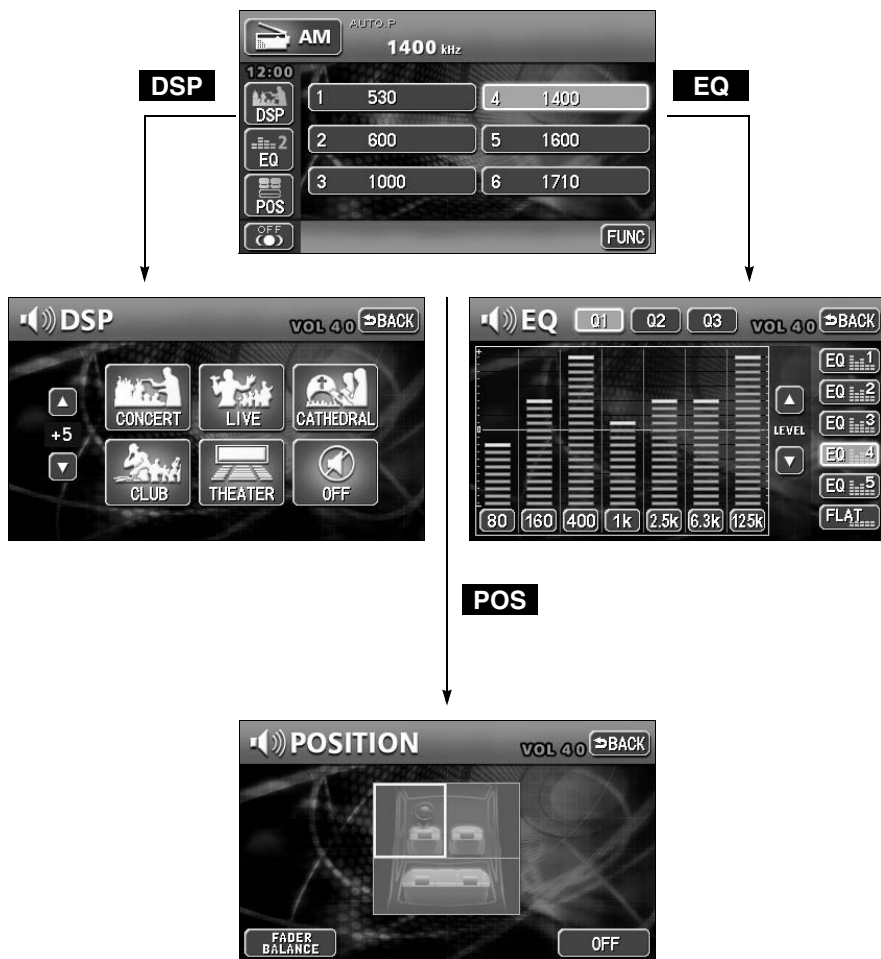 AM
AUTO.P
1400 kHz
12:00
DSP
2
EQ
POS
OFF
1 530
2 600
3 1000
4 1400
5 1600
6 1710
FUNC
DSP
EQ
DSP
VOL 40
BACK
+5
CONCERT
LIVE
CATHEDRAL
CLUB
THEATER
OFF
EQ
Q1
Q2
Q3
VOL 40
BACK
+
0
-
80
160
400
1k
2.5k
6.3k
125k
LEVEL
EQ 1
EQ 2
EQ 3
EQ 4
EQ 5
FLAT
POS
POSITION
VOL 40
BACK
FADER
BALANCE
OFF